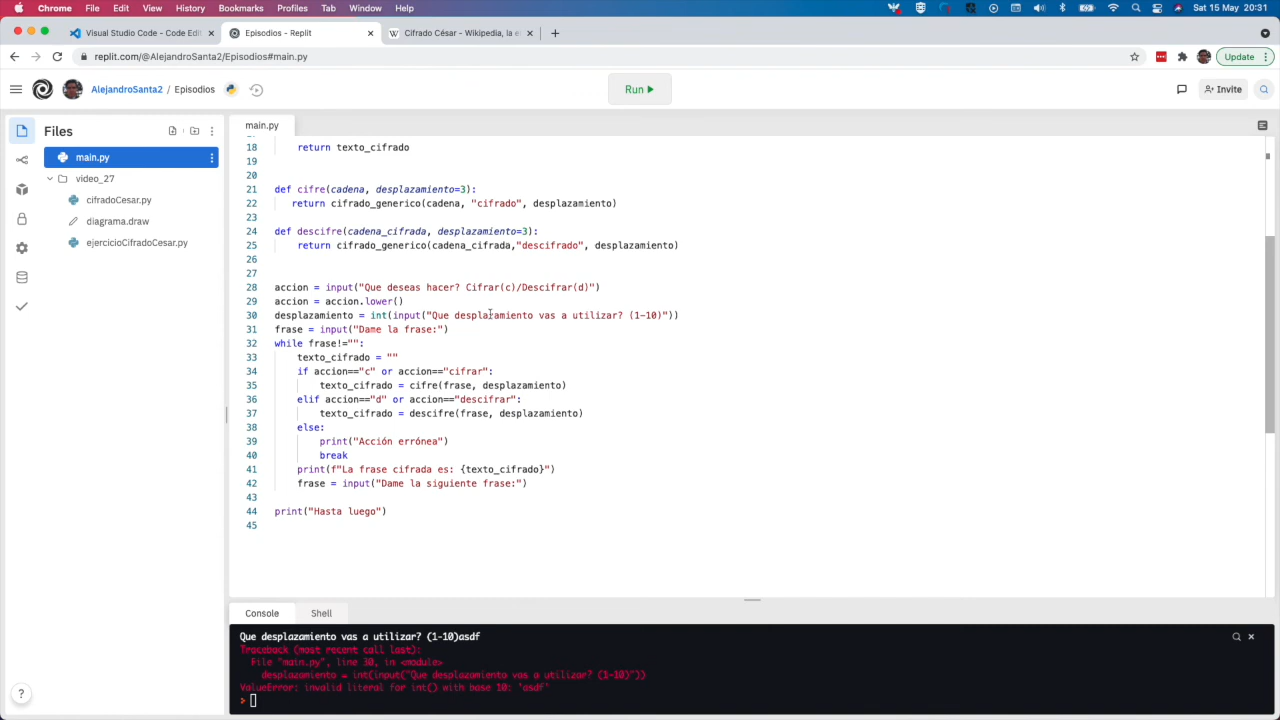 Chrome File Edit View History Bookmarks Profiles Tab Window Help Sat 15 May 20:31
Visual Studio Code - Code Edi Episodios - Replit Cifrado César - Wikipedia, la e
replit.com/@AlejandroSanta2/Episodios#main.py Update
AlejandroSanta2 / Episodios Run Invite
Files main.py
main.py
video_27
cifradoCesar.py
diagrama.draw
ejercicioCifradoCesar.py
18 return texto_cifrado
19
20
21 def cifre(cadena, desplazamiento=3):
22 return cifrado_generico(cadena, "cifrado", desplazamiento)
23
24 def descifre(cadena_cifrada, desplazamiento=3):
25 return cifrado_generico(cadena_cifrada,"descifrado", desplazamiento)
26
27
28 accion = input("Que deseas hacer? Cifrar(c)/Descifrar(d)")
29 accion = accion.lower()
30 desplazamiento = int(input("Que desplazamiento vas a utilizar? (1-10)"))
31 frase = input("Dame la frase:")
32 while frase!="":
33 texto_cifrado = ""
34 if accion=="c" or accion=="cifrar":
35 texto_cifrado = cifre(frase, desplazamiento)
36 elif accion=="d" or accion=="descifrar":
37 texto_cifrado = descifre(frase, desplazamiento)
38 else:
39 print("Acción errónea")
40 break
41 print(f"La frase cifrada es: {texto_cifrado}")
42 frase = input("Dame la siguiente frase:")
43
44 print("Hasta luego")
45
Console Shell
Que desplazamiento vas a utilizar? (1-10)asdf
Traceback (most recent call last):
File "main.py", line 30, in <module>
desplazamiento = int(input("Que desplazamiento vas a utilizar? (1-10)"))
ValueError: invalid literal for int() with base 10: 'asdf'
>
?